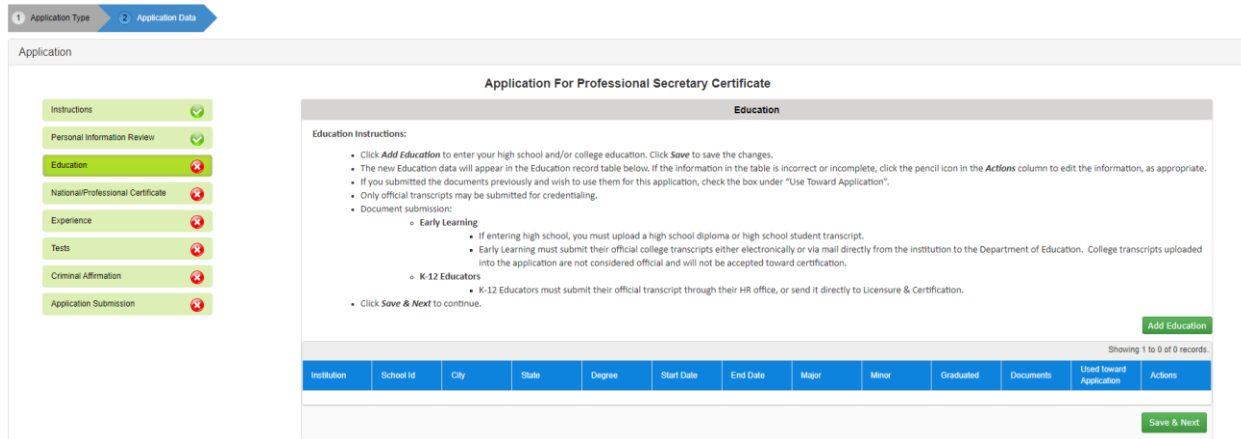 1 Application Type 2 Application Data
Application
Application For Professional Secretary Certificate
Instructions
Personal Information Review
Education
National/Professional Certificate
Experience
Tests
Criminal Affirmation
Application Submission
Education
Education Instructions:
• Click Add Education to enter your high school and/or college education. Click Save to save the changes.
• The new Education data will appear in the Education record table below. If the information in the table is incorrect or incomplete, click the pencil icon in the Actions column to edit the information, as appropriate.
• If you submitted the documents previously and wish to use them for this application, check the box under "Use Toward Application".
• Only official transcripts may be submitted for credentialing.
• Document submission:
o Early Learning
▪ If entering high school, you must upload a high school diploma or high school student transcript.
▪ Early Learning must submit their official college transcripts either electronically or via mail directly from the institution to the Department of Education. College transcripts uploaded
into the application are not considered official and will not be accepted toward certification.
o K-12 Educators
▪ K-12 Educators must submit their official transcript through their HR office, or send it directly to Licensure & Certification.
• Click Save & Next to continue.
Add Education
Showing 1 to 0 of 0 records.
Institution School Id City State Degree Start Date End Date Major Minor Graduated Documents Used toward Application Actions
Save & Next